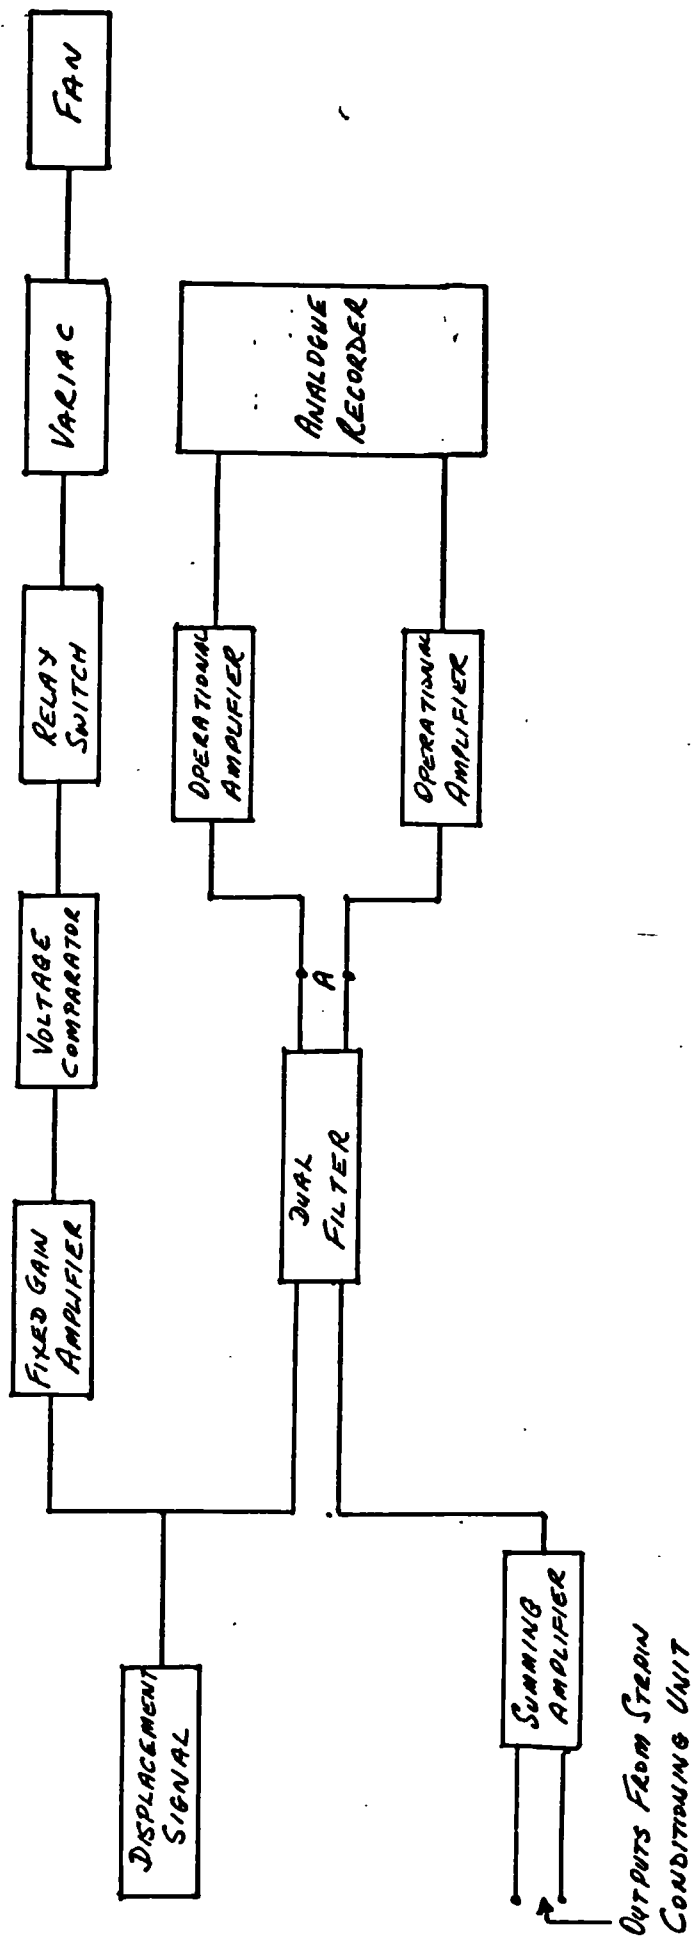 DISPLACEMENT
SIGNAL
FIXED GAIN
AMPLIFIER
VOLTAGE
COMPARATOR
RELAY
SWITCH
VARIAC
FAN
DUAL
FILTER
A
OPERATIONAL
AMPLIFIER
OPERATIONAL
AMPLIFIER
ANALOGUE
RECORDER
SUMMING
AMPLIFIER
OUTPUTS FROM STRAIN
CONDITIONING UNIT